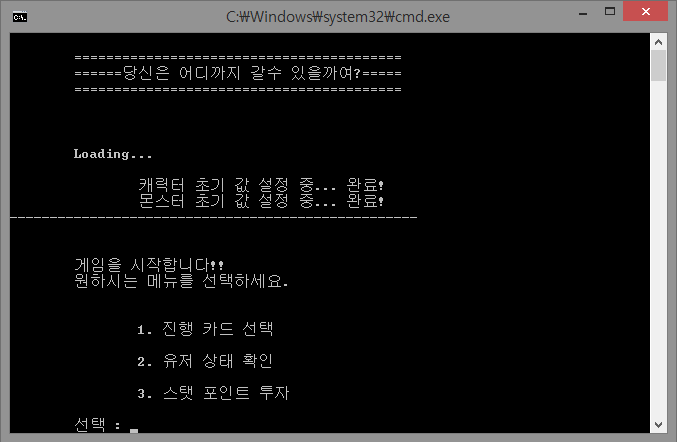 C:₩Windows₩system32₩cmd.exe
========================================
======당신은 어디까지 갈수 있을까여?=====
========================================
Loading...
캐릭터 초기 값 설정 중... 완료!
몬스터 초기 값 설정 중... 완료!
---------------------------------------------------
게임을 시작합니다!!
원하시는 메뉴를 선택하세요.
1. 진행 카드 선택
2. 유저 상태 확인
3. 스탯 포인트 투자
선택 : _